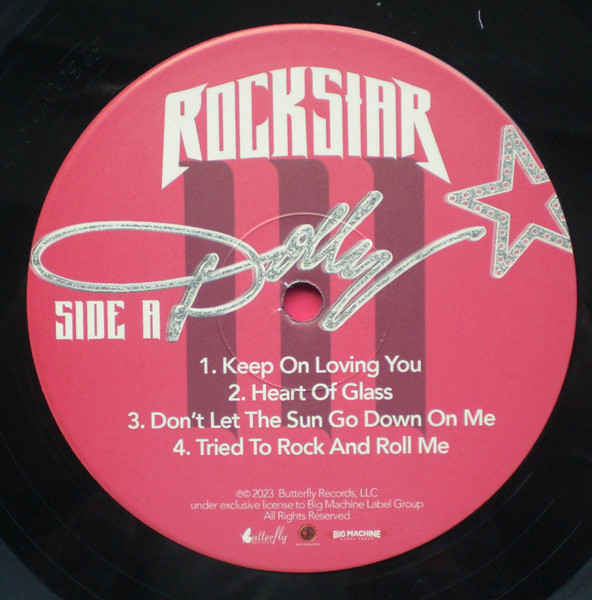 ROCKSTAR
III
Dolly
SIDE A
1. Keep On Loving You
2. Heart Of Glass
3. Don't Let The Sun Go Down On Me
4. Tried To Rock And Roll Me
℗© 2023 Butterfly Records, LLC
under exclusive license to Big Machine Label Group
All Rights Reserved
Butterfly
BIG MACHINE
LABEL GROUP